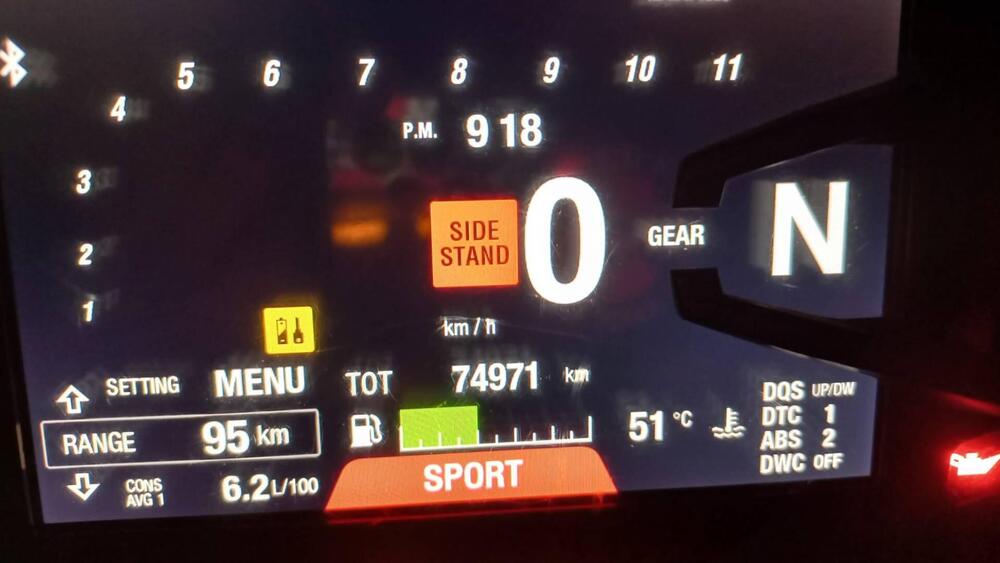 5 6 7 8 9 10 11
4
P.M. 9 18
3
SIDE
STAND
0
GEAR
N
2
1
km/h
SETTING MENU
TOT 74971 km
RANGE 95 km
51 °C
DQS UP/DW
DTC 1
ABS 2
DWC OFF
CONS
AVG 1
6.2 L/100
SPORT